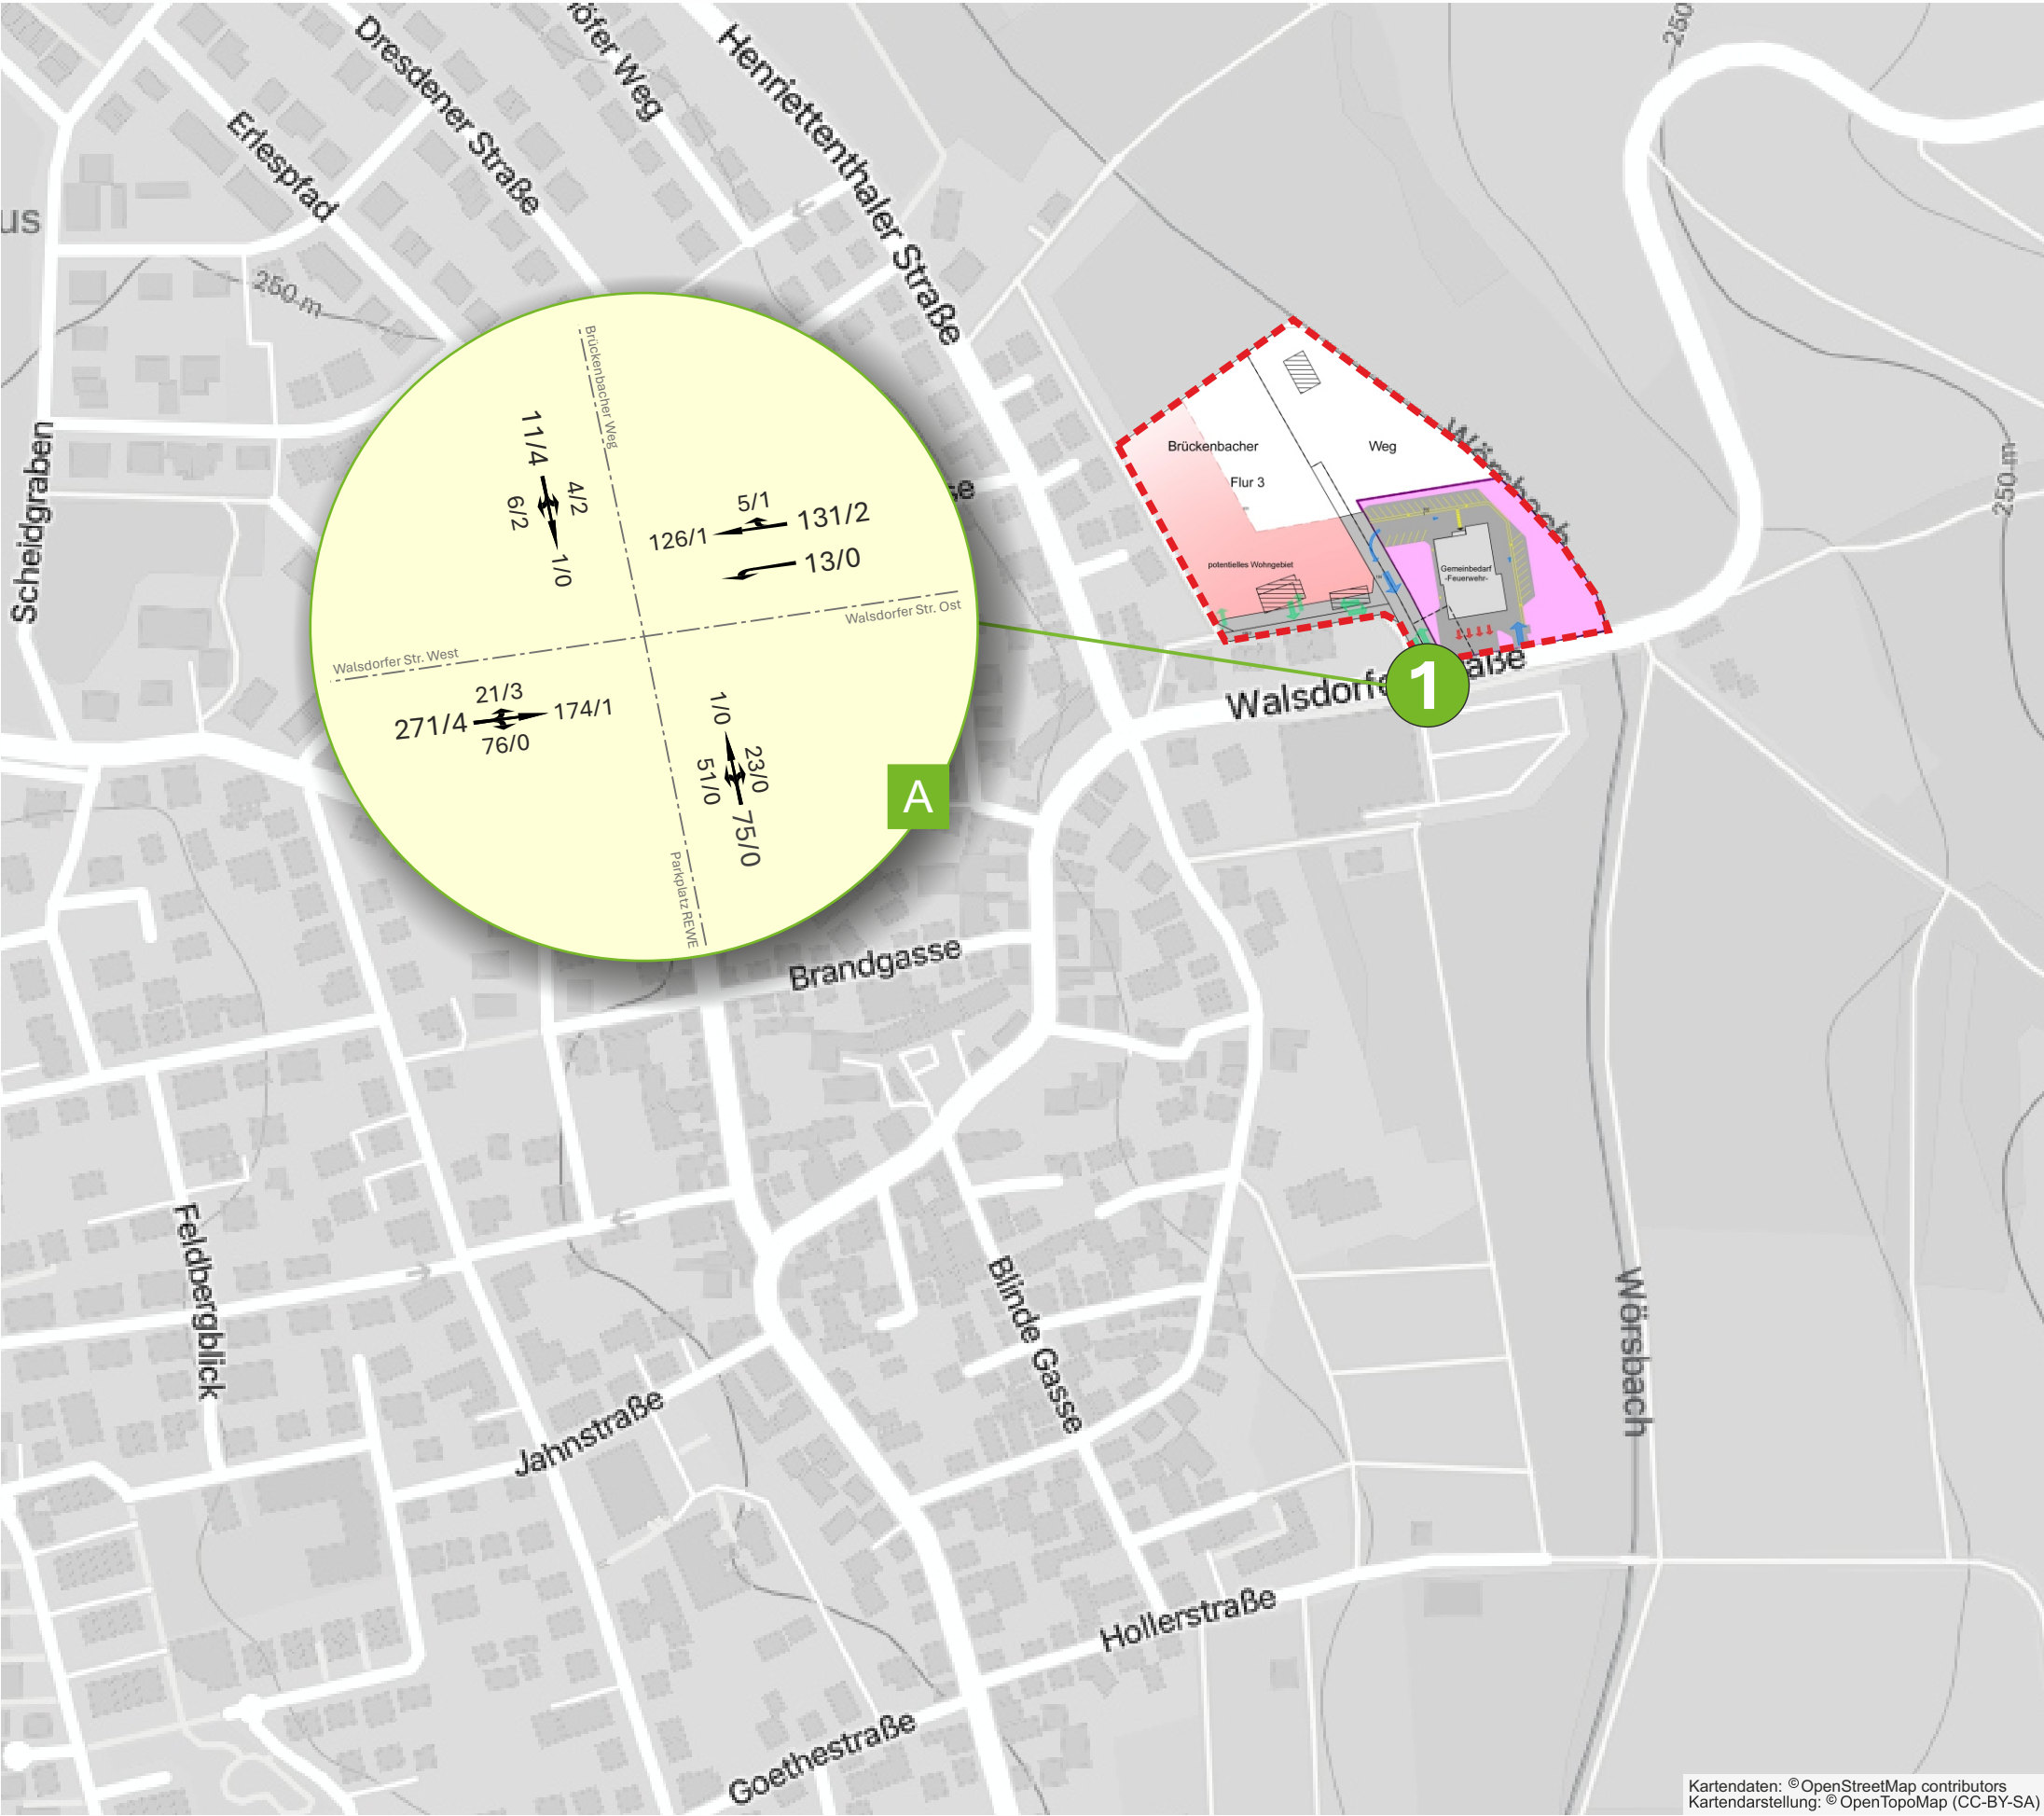 Dresdener Straße
öfer Weg
Henriettenthaler Straße
250
Erlespfad
us
250 m
Scheidgraben
Brückenbacher Weg
11/4
6/2
4/2
1/0
5/1
131/2
126/1
13/0
Walsdorfer Str. Ost
Walsdorfer Str. West
21/3
271/4
174/1
76/0
1/0
23/0
51/0
75/0
Parkplatz REWE
A
se
Brückenbacher
Weg
Flur 3
potentielles Wohngebiet
Gemeinbedarf
-Feuerwehr-
Wörsbach
250 m
Walsdorfe
aße
1
Brandgasse
Feldbergblick
Blinde Gasse
Wörsbach
Jahnstraße
Hollerstraße
Goethestraße
Kartendaten: © OpenStreetMap contributors
Kartendarstellung: © OpenTopoMap (CC-BY-SA)